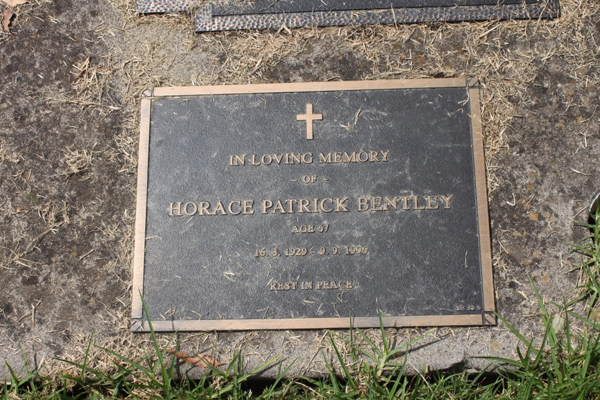 IN LOVING MEMORY
- OF -
HORACE PATRICK BENTLEY
AGE 67
16. 3. 1929 - 9. 9. 1996
REST IN PEACE